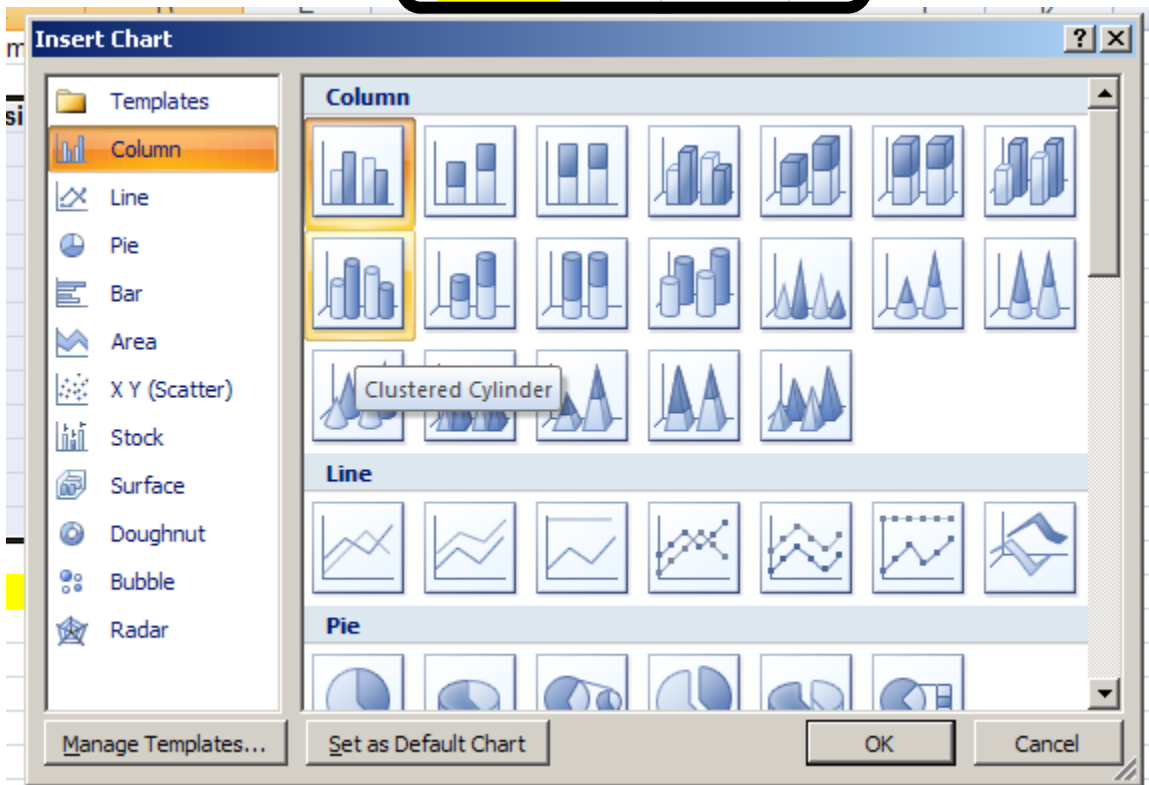 Insert Chart
m
si
Templates
Column
Line
Pie
Bar
Area
X Y (Scatter)
Stock
Surface
Doughnut
Bubble
Radar
Column
Clustered Cylinder
Line
Pie
Manage Templates...
Set as Default Chart
OK
Cancel